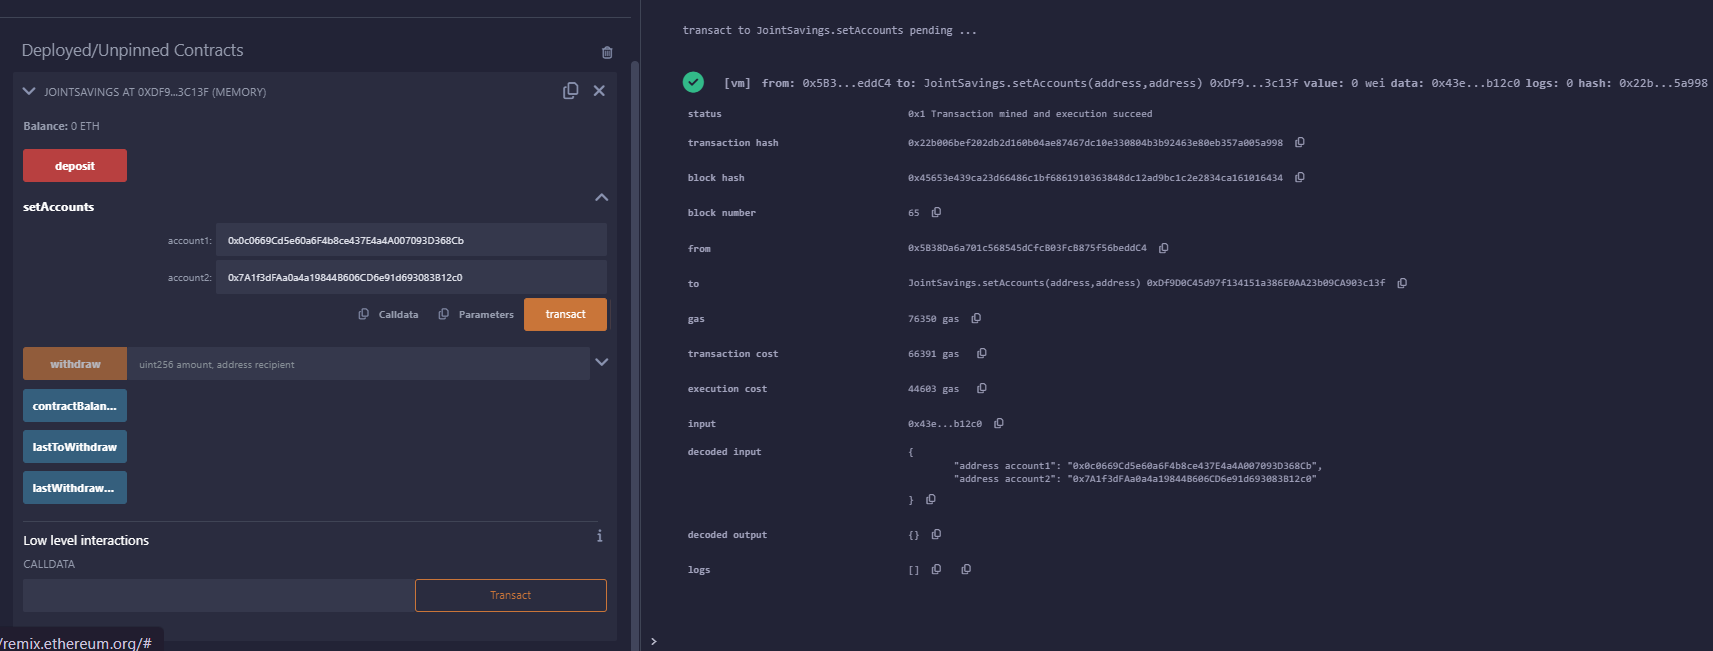 Deployed/Unpinned Contracts
JOINTSAVINGS AT 0XDF9...3C13F (MEMORY)
Balance: 0 ETH
deposit
setAccounts
account1: 0x0c0669Cd5e60a6F4b8ce437E4a4A007093D368Cb
account2: 0x7A1f3dFAa0a4a19844B606CD6e91d693083B12c0
Calldata Parameters transact
withdraw uint256 amount, address recipient
contractBalan...
lastToWithdraw
lastWithdraw...
Low level interactions
CALLDATA
Transact
/remix.ethereum.org/#
transact to JointSavings.setAccounts pending ...
[vm] from: 0x5B3...eddC4 to: JointSavings.setAccounts(address,address) 0xDf9...3c13f value: 0 wei data: 0x43e...b12c0 logs: 0 hash: 0x22b...5a998
status 0x1 Transaction mined and execution succeed
transaction hash 0x22b006bef202db2d160b04ae87467dc10e330804b3b92463e80eb357a005a998
block hash 0x45653e439ca23d66486c1bf6861910363848dc12ad9bc1c2e2834ca161016434
block number 65
from 0x5B38Da6a701c568545dCfcB03FcB875f56beddC4
to JointSavings.setAccounts(address,address) 0xDf9D0C45d97f134151a386E0AA23b09CA903c13f
gas 76350 gas
transaction cost 66391 gas
execution cost 44603 gas
input 0x43e...b12c0
decoded input {
"address account1": "0x0c0669Cd5e60a6F4b8ce437E4a4A007093D368Cb",
"address account2": "0x7A1f3dFAa0a4a19844B606CD6e91d693083B12c0"
}
decoded output {}
logs []
>